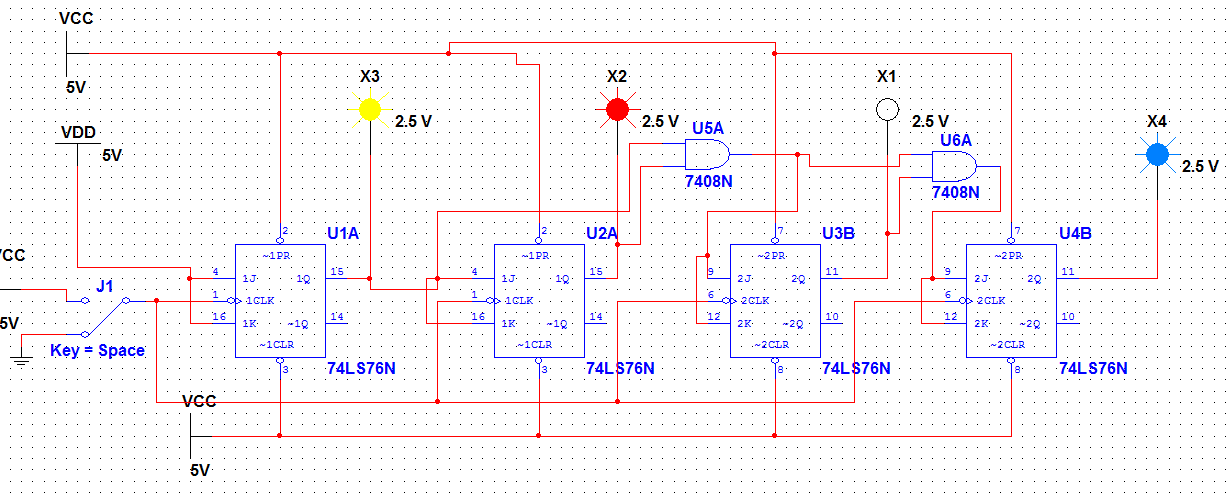 VCC
5V
X3
2.5 V
X2
2.5 V
X1
2.5 V
X4
2.5 V
VDD
5V
U5A
7408N
U6A
7408N
U1A
2
~1PR
4
1J
1Q
15
1
1CLK
16
1K
~1Q
14
~1CLR
3
74LS76N
U2A
2
~1PR
4
1J
1Q
15
1
1CLK
16
1K
~1Q
14
~1CLR
3
74LS76N
U3B
7
~2PR
9
2J
2Q
11
6
2CLK
12
2K
~2Q
10
~2CLR
8
74LS76N
U4B
7
~2PR
9
2J
2Q
11
6
2CLK
12
2K
~2Q
10
~2CLR
8
74LS76N
VCC
5V
J1
Key = Space
VCC
5V